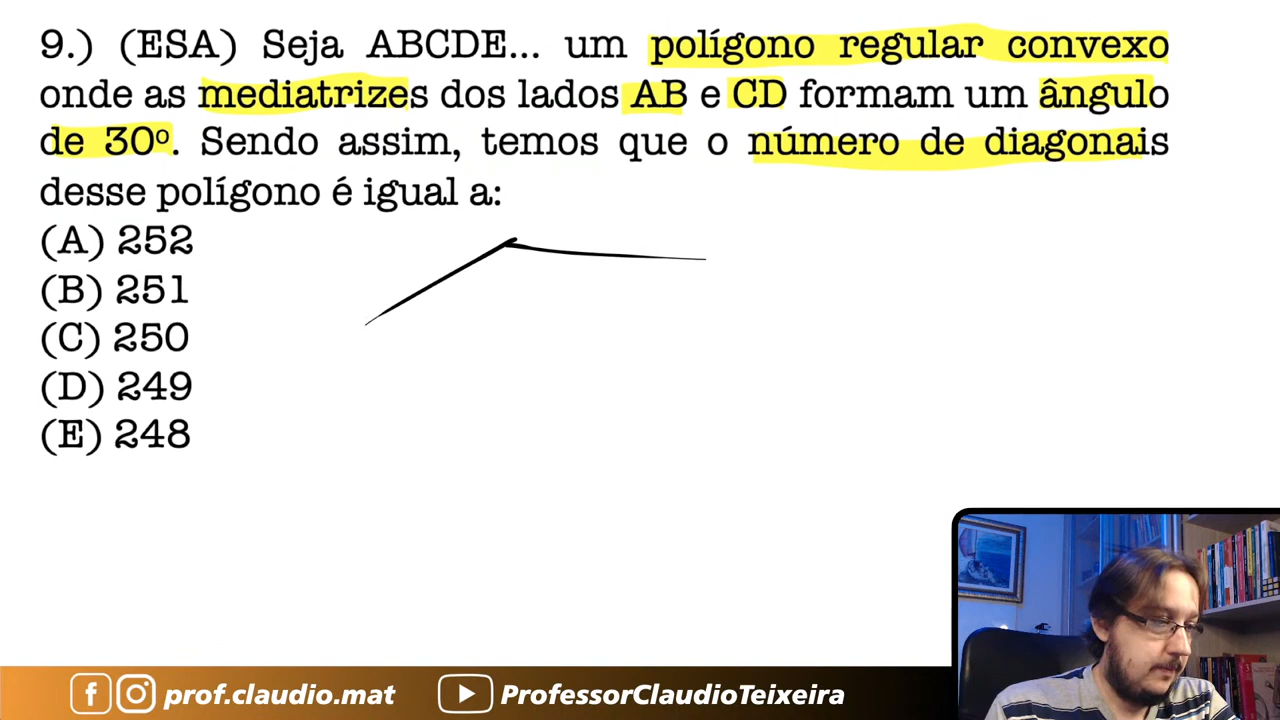 9.) (ESA) Seja ABCDE... um polígono regular convexo
onde as mediatrizes dos lados AB e CD formam um ângulo
de 30º. Sendo assim, temos que o número de diagonais
desse polígono é igual a:
(A) 252
(B) 251
(C) 250
(D) 249
(E) 248
prof.claudio.mat ProfessorClaudioTeixeira